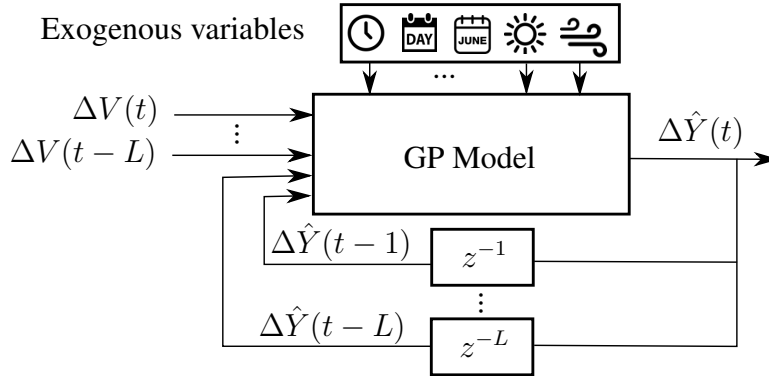 Exogenous variables
DAY
JUNE
...
ΔV(t)
⋮
ΔV(t − L)
GP Model
ΔŶ(t)
ΔŶ(t − 1)
z⁻¹
⋮
ΔŶ(t − L)
z⁻ᴸ